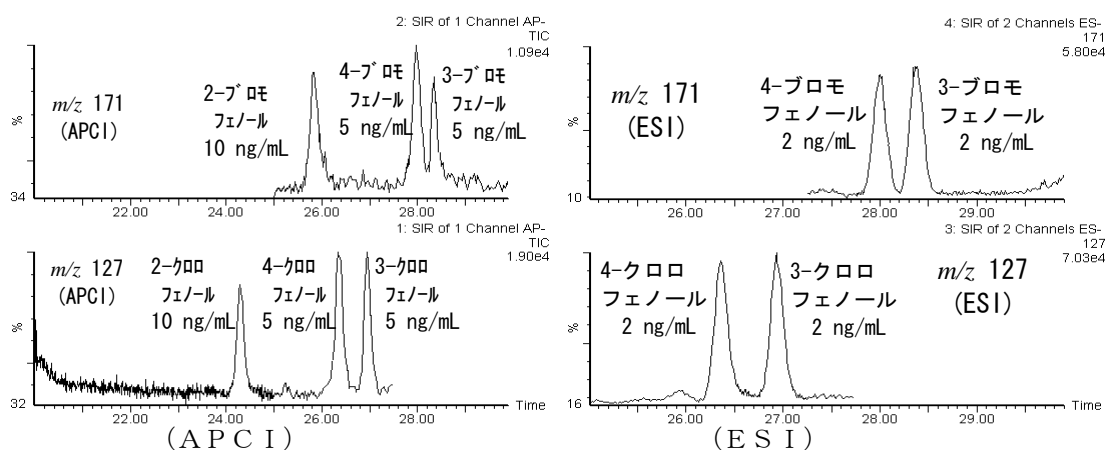 2: SIR of 1 Channel AP-
TIC
1.09e4
m/z 171
(APCI)
2-ブロモ
フェノール
10 ng/mL
4-ブロモ
フェノール
5 ng/mL
3-ブロモ
フェノール
5 ng/mL
%
34
22.00 24.00 26.00 28.00
1: SIR of 1 Channel AP-
TIC
1.90e4
m/z 127
(APCI)
2-クロロ
フェノール
10 ng/mL
4-クロロ
フェノール
5 ng/mL
3-クロロ
フェノール
5 ng/mL
%
32
Time
22.00 24.00 26.00 28.00
(APCI)
4: SIR of 2 Channels ES-
171
5.80e4
m/z 171
(ESI)
4-ブロモ
フェノール
2 ng/mL
3-ブロモ
フェノール
2 ng/mL
%
10
26.00 27.00 28.00 29.00
3: SIR of 2 Channels ES-
127
7.03e4
4-クロロ
フェノール
2 ng/mL
3-クロロ
フェノール
2 ng/mL
m/z 127
(ESI)
%
16
Time
26.00 27.00 28.00 29.00
(ESI)